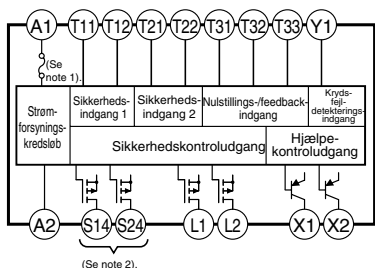 A1 T11 T12 T21 T22 T31 T32 T33 Y1
(Se
note 1).
Strøm-
forsynings-
kredsløb
Sikkerheds-
indgang 1
Sikkerheds-
indgang 2
Nulstillings-/feedback-
indgang
Kryds-
fejl-
detekterings-
indgang
Sikkerhedskontroludgang
Hjælpe-
kontroludgang
A2 S14 S24 L1 L2 X1 X2
(Se note 2).